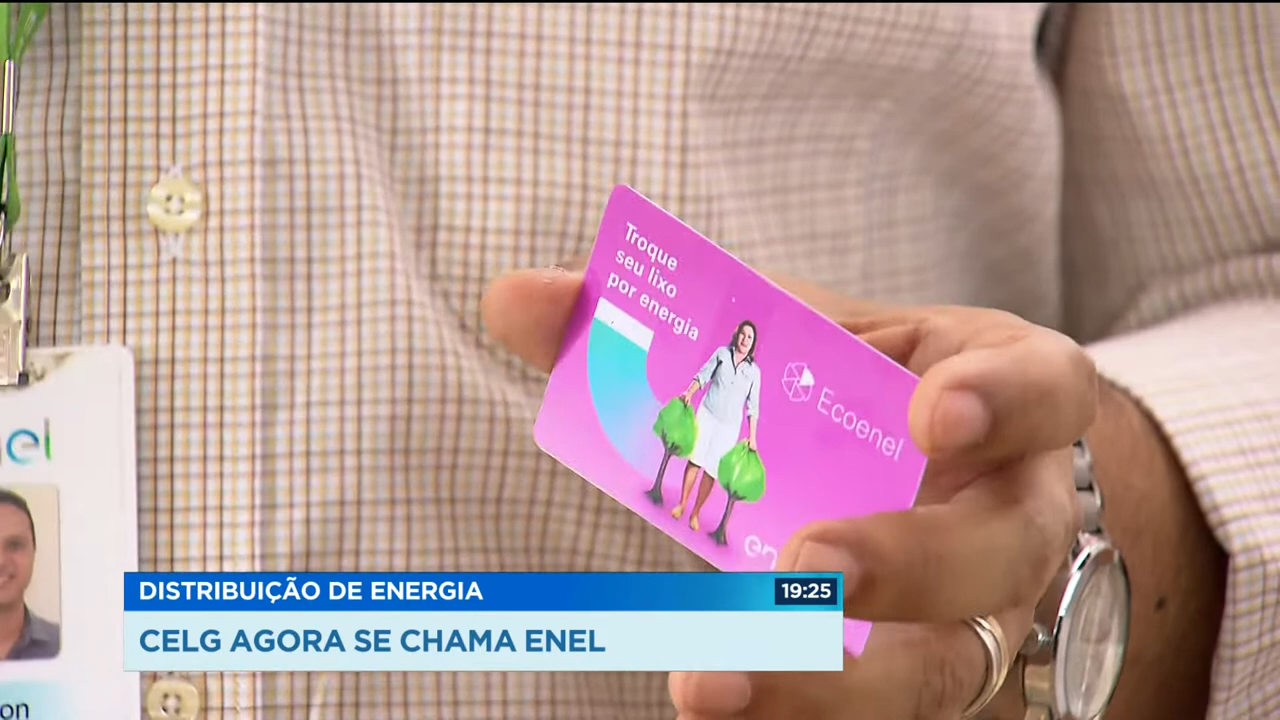 Troque
seu lixo
por energia
Ecoenel
DISTRIBUIÇÃO DE ENERGIA
19:25
CELG AGORA SE CHAMA ENEL